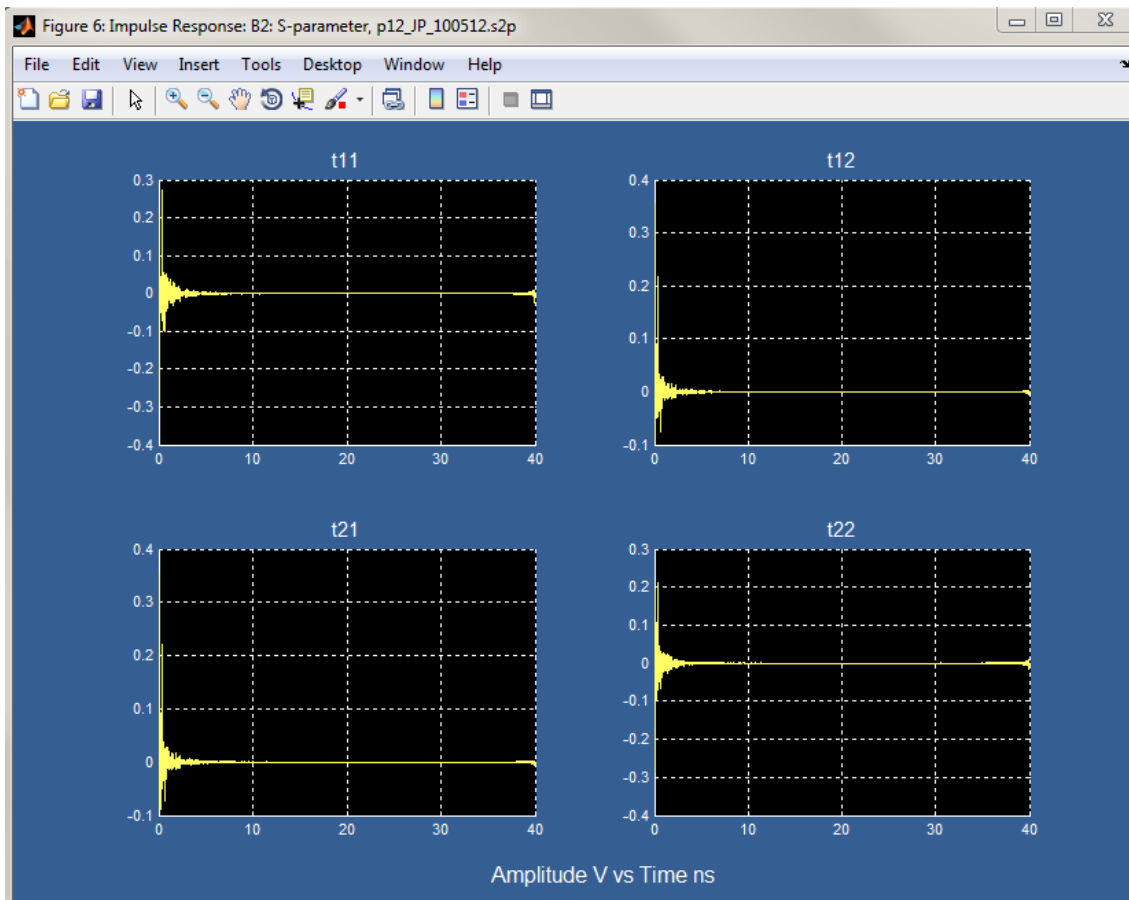 Figure 6: Impulse Response: B2: S-parameter, p12_JP_100512.s2p
File Edit View Insert Tools Desktop Window Help
t11
0.3
0.2
0.1
0
-0.1
-0.2
-0.3
-0.4
0 10 20 30 40
t12
0.4
0.3
0.2
0.1
0
-0.1
0 10 20 30 40
t21
0.4
0.3
0.2
0.1
0
-0.1
0 10 20 30 40
t22
0.3
0.2
0.1
0
-0.1
-0.2
-0.3
-0.4
0 10 20 30 40
Amplitude V vs Time ns